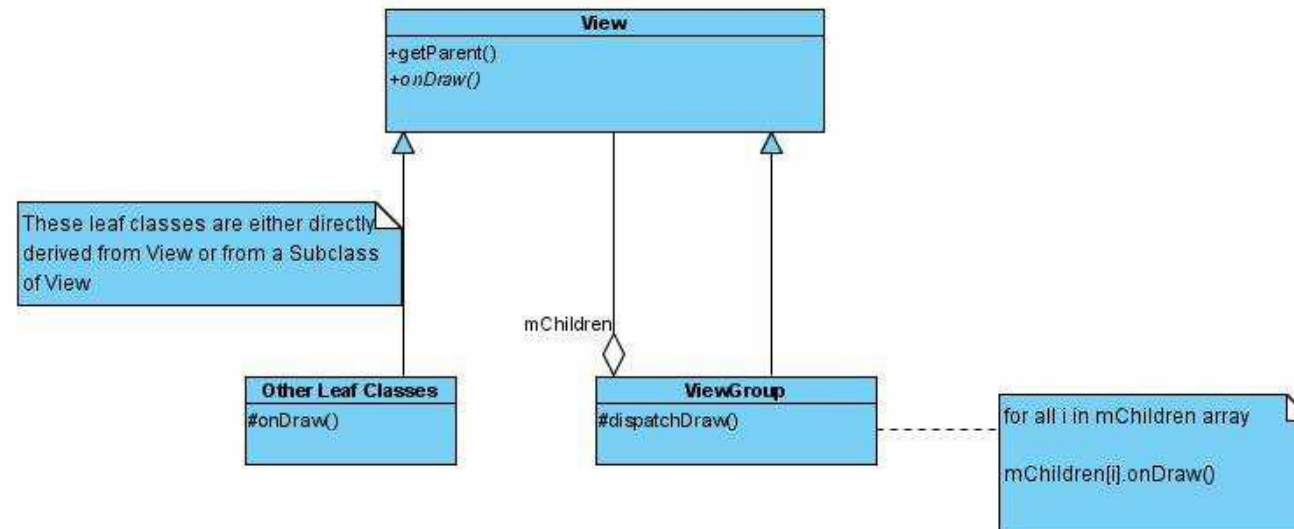 View
+getParent()
+onDraw()
These leaf classes are either directly
derived from View or from a Subclass
of View
mChildren
Other Leaf Classes
#onDraw()
ViewGroup
#dispatchDraw()
for all i in mChildren array
mChildren[i].onDraw()